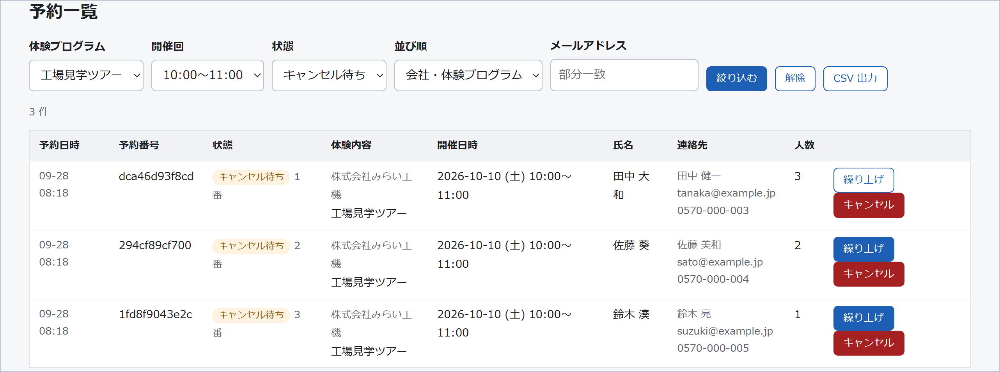 予約一覧
体験プログラム 開催回 状態 並び順 メールアドレス
工場見学ツアー 10:00～11:00 キャンセル待ち 会社・体験プログラム 部分一致 絞り込む 解除 CSV 出力
3 件
予約日時 予約番号 状態 体験内容 開催日時 氏名 連絡先 人数
09-28 dca46d93f8cd キャンセル待ち 1 株式会社みらい工 2026-10-10 (土) 10:00～ 田中 大 田中 健一 3 繰り上げ
08:18 番 機 11:00 和 tanaka@example.jp キャンセル
工場見学ツアー 0570-000-003
09-28 294cf89cf700 キャンセル待ち 2 株式会社みらい工 2026-10-10 (土) 10:00～ 佐藤 葵 佐藤 美和 2 繰り上げ
08:18 番 機 11:00 sato@example.jp キャンセル
工場見学ツアー 0570-000-004
09-28 1fd8f9043e2c キャンセル待ち 3 株式会社みらい工 2026-10-10 (土) 10:00～ 鈴木 湊 鈴木 亮 1 繰り上げ
08:18 番 機 11:00 suzuki@example.jp キャンセル
工場見学ツアー 0570-000-005